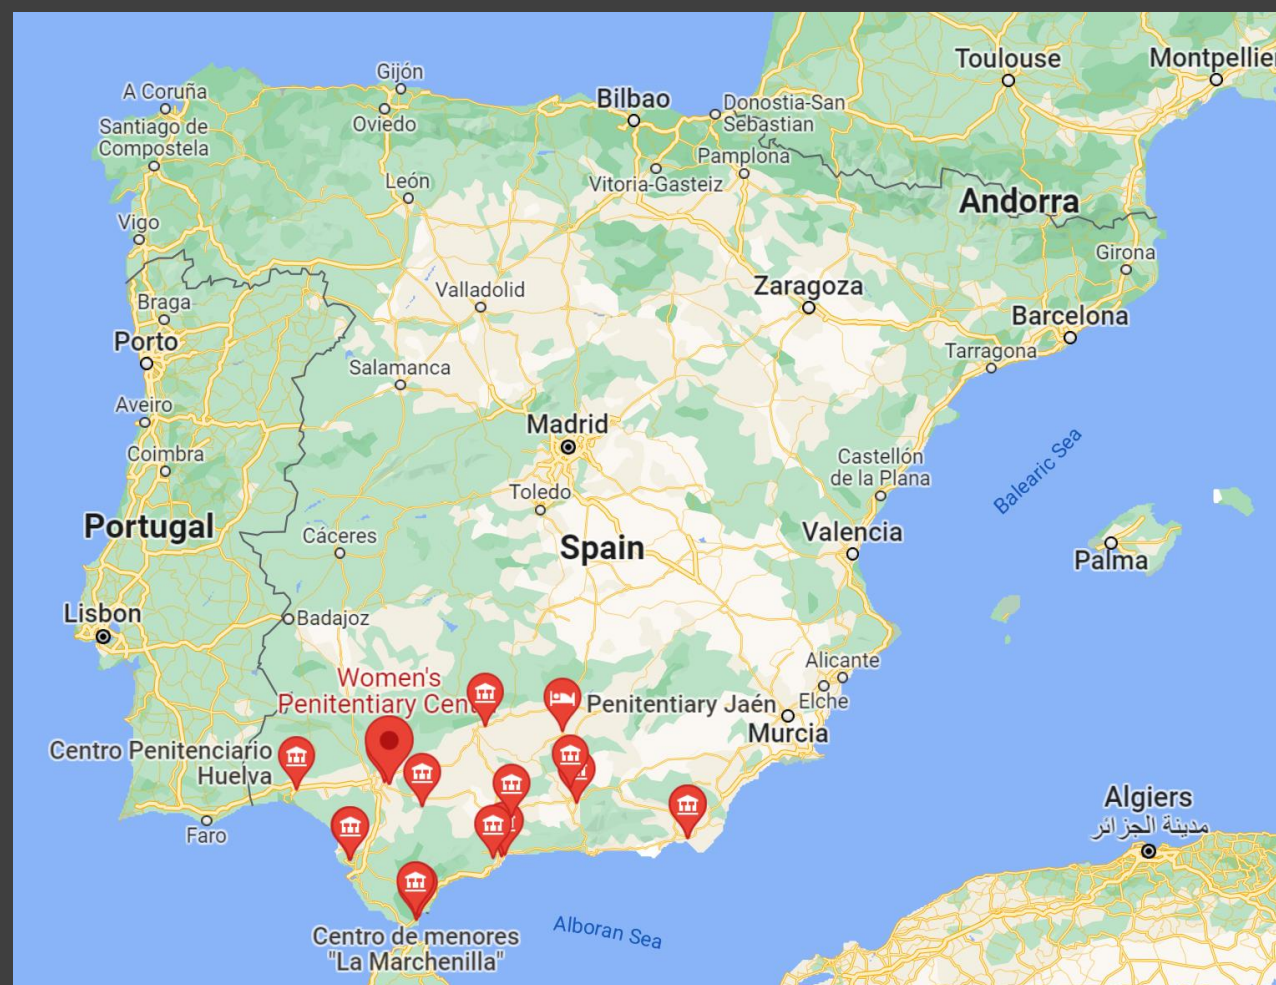 Toulouse
Montpellier
Gijón
A Coruña
Bilbao
Donostia-San
Sebastian
Oviedo
Santiago de
Compostela
Pamplona
León
Vitoria-Gasteiz
Andorra
Vigo
Girona
Zaragoza
Valladolid
Braga
Barcelona
Porto
Tarragona
Salamanca
Aveiro
Madrid
Coimbra
Castellón
de la Plana
Balearic Sea
Toledo
Portugal
Cáceres
Valencia
Spain
Palma
Lisbon
Badajoz
Alicante
Women's
Penitentiary Cent
Penitentiary Jaén
Elche
Murcia
Centro Penitenciario
Huelva
Algiers
مدينة الجزائر
Faro
Alboran Sea
Centro de menores
"La Marchenilla"